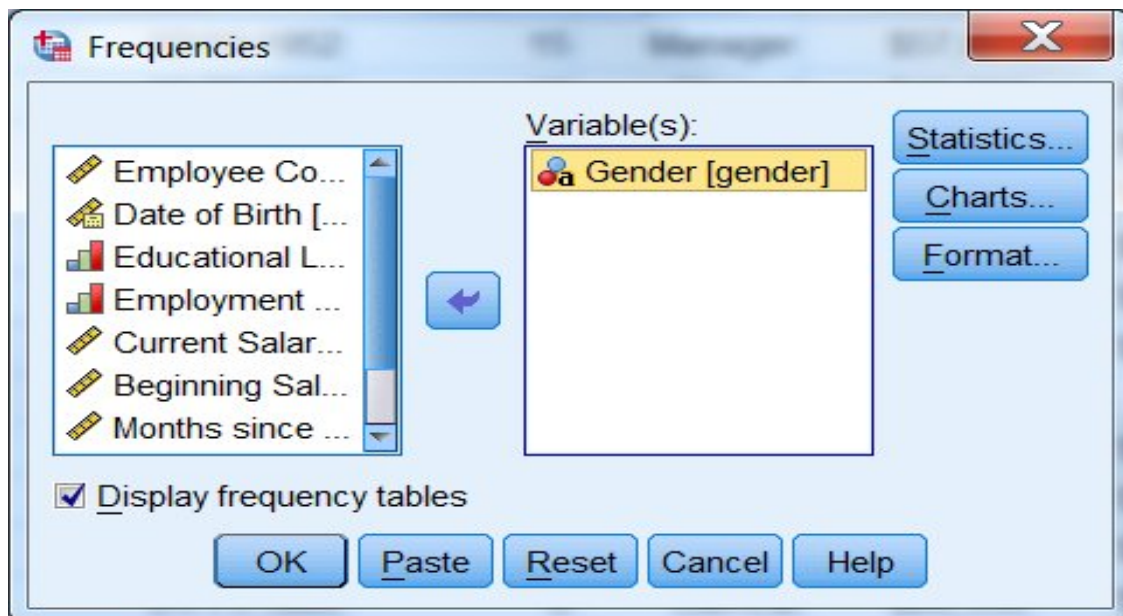 Frequencies
Variable(s):
Employee Co...
Date of Birth [...
Educational L...
Employment ...
Current Salar...
Beginning Sal...
Months since ...
a Gender [gender]
Statistics...
Charts...
Format...
Display frequency tables
OK Paste Reset Cancel Help